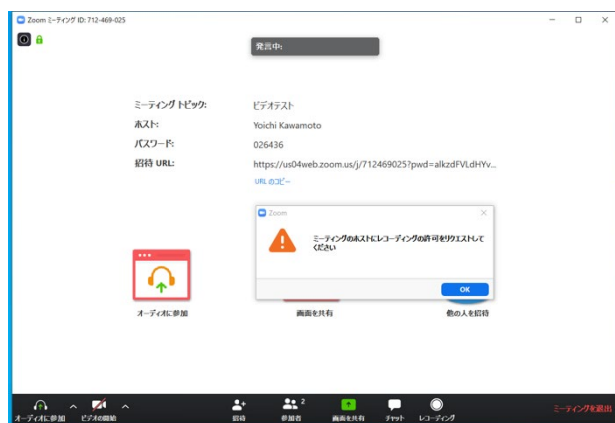 Zoom ミーティング ID: 712-469-025
発言中:
ミーティング トピック: ビデオテスト
ホスト: Yoichi Kawamoto
パスワード: 026436
招待 URL: https://us04web.zoom.us/j/712469025?pwd=alkzdFVLdHYv...
URL のコピー
Zoom
ミーティングのホストにレコーディングの許可をリクエストして
ください
OK
オーディオに参加 画面を共有 他の人を招待
2
オーディオに参加 ビデオの開始 招待 参加者 画面を共有 チャット レコーディング ミーティングを退出